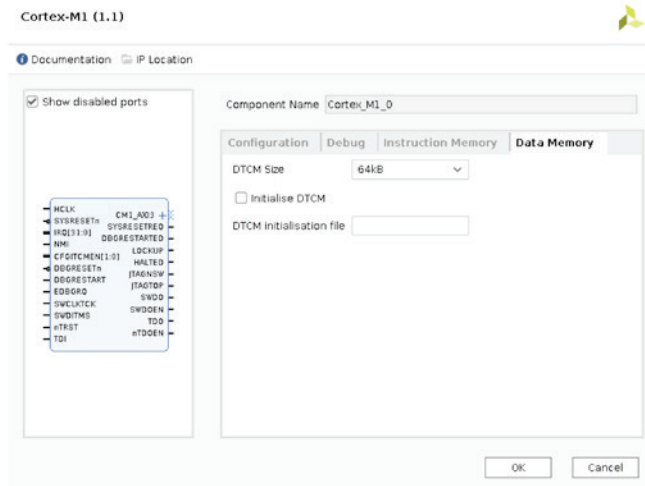 Cortex-M1 (1.1)
Documentation IP Location
Show disabled ports
HCLK
SYSRESETn
IRQ[31:0]
NMI
CFGITCMEN[1:0]
DBGRESETn
DBGRESTART
EDBGRQ
SWCLKTCK
SWDITMS
nTRST
TDI
CM1_AXI3
SYSRESETREQ
DBGRESTARTED
LOCKUP
HALTED
JTAGNSW
JTAGTOP
SWDO
SWDOEN
TDO
nTDOEN
Component Name Cortex_M1_0
Configuration Debug Instruction Memory Data Memory
DTCM Size 64kB
Initialise DTCM
DTCM initialisation file
OK Cancel